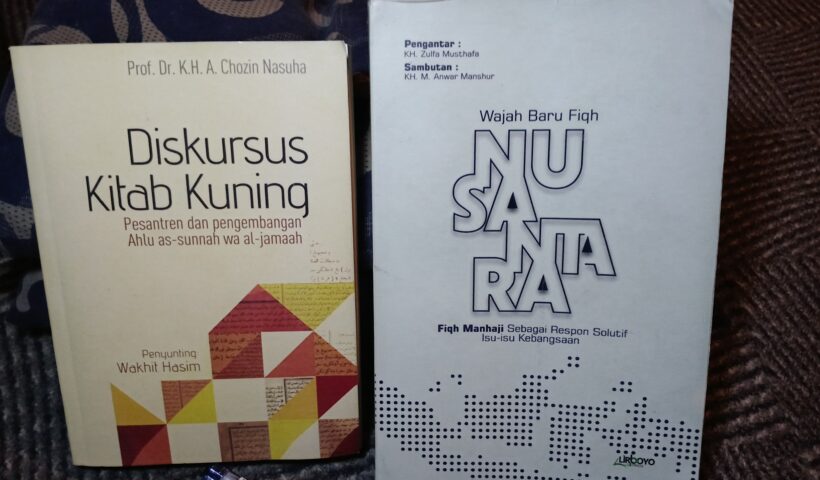 Prof. Dr. K.H. A. Chozin Nasuha
Diskursus
Kitab Kuning
Pesantren dan pengembangan
Ahlu as-sunnah wa al-jamaah
Penyunting
Wakhit Hasim
Pengantar :
KH. Zulfa Musthafa
Sambutan :
KH. M. Anwar Manshur
Wajah Baru Fiqh
NU
SA
NTA
RA
Fiqh Manhaji Sebagai Respon Solutif
Isu-isu Kebangsaan
LIRBOYO